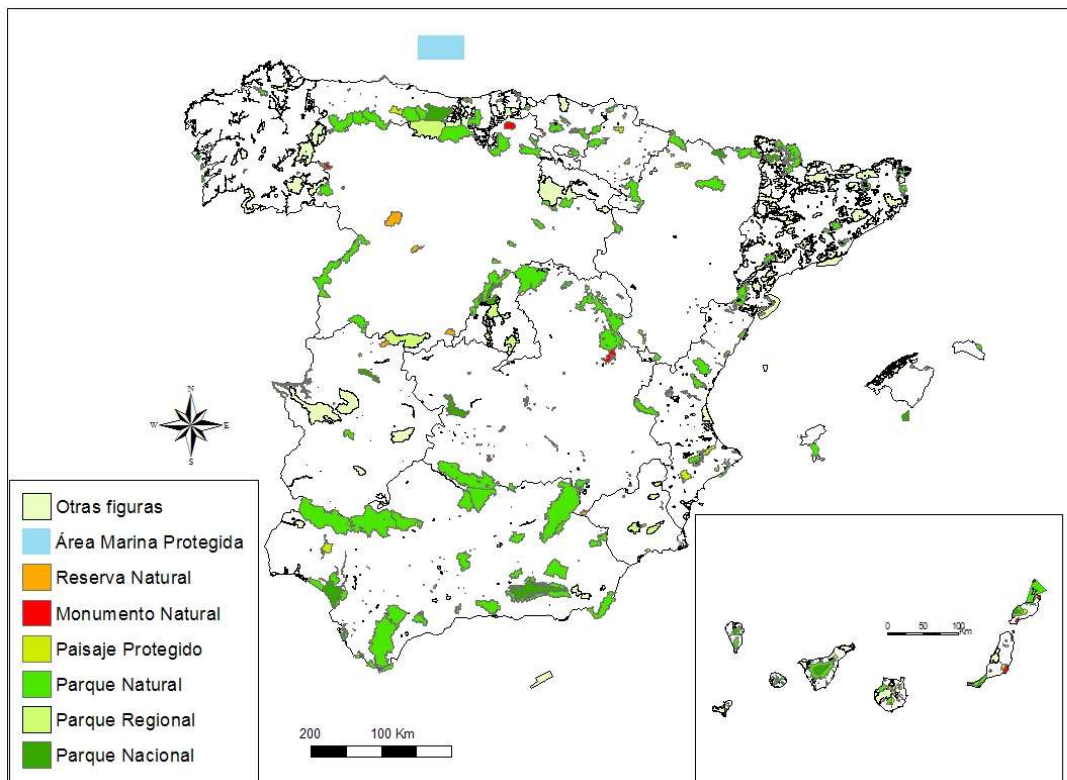 N
W E
S
Otras figuras
Área Marina Protegida
Reserva Natural
Monumento Natural
Paisaje Protegido
Parque Natural
Parque Regional
Parque Nacional
200 100 Km
0 50 100
Km